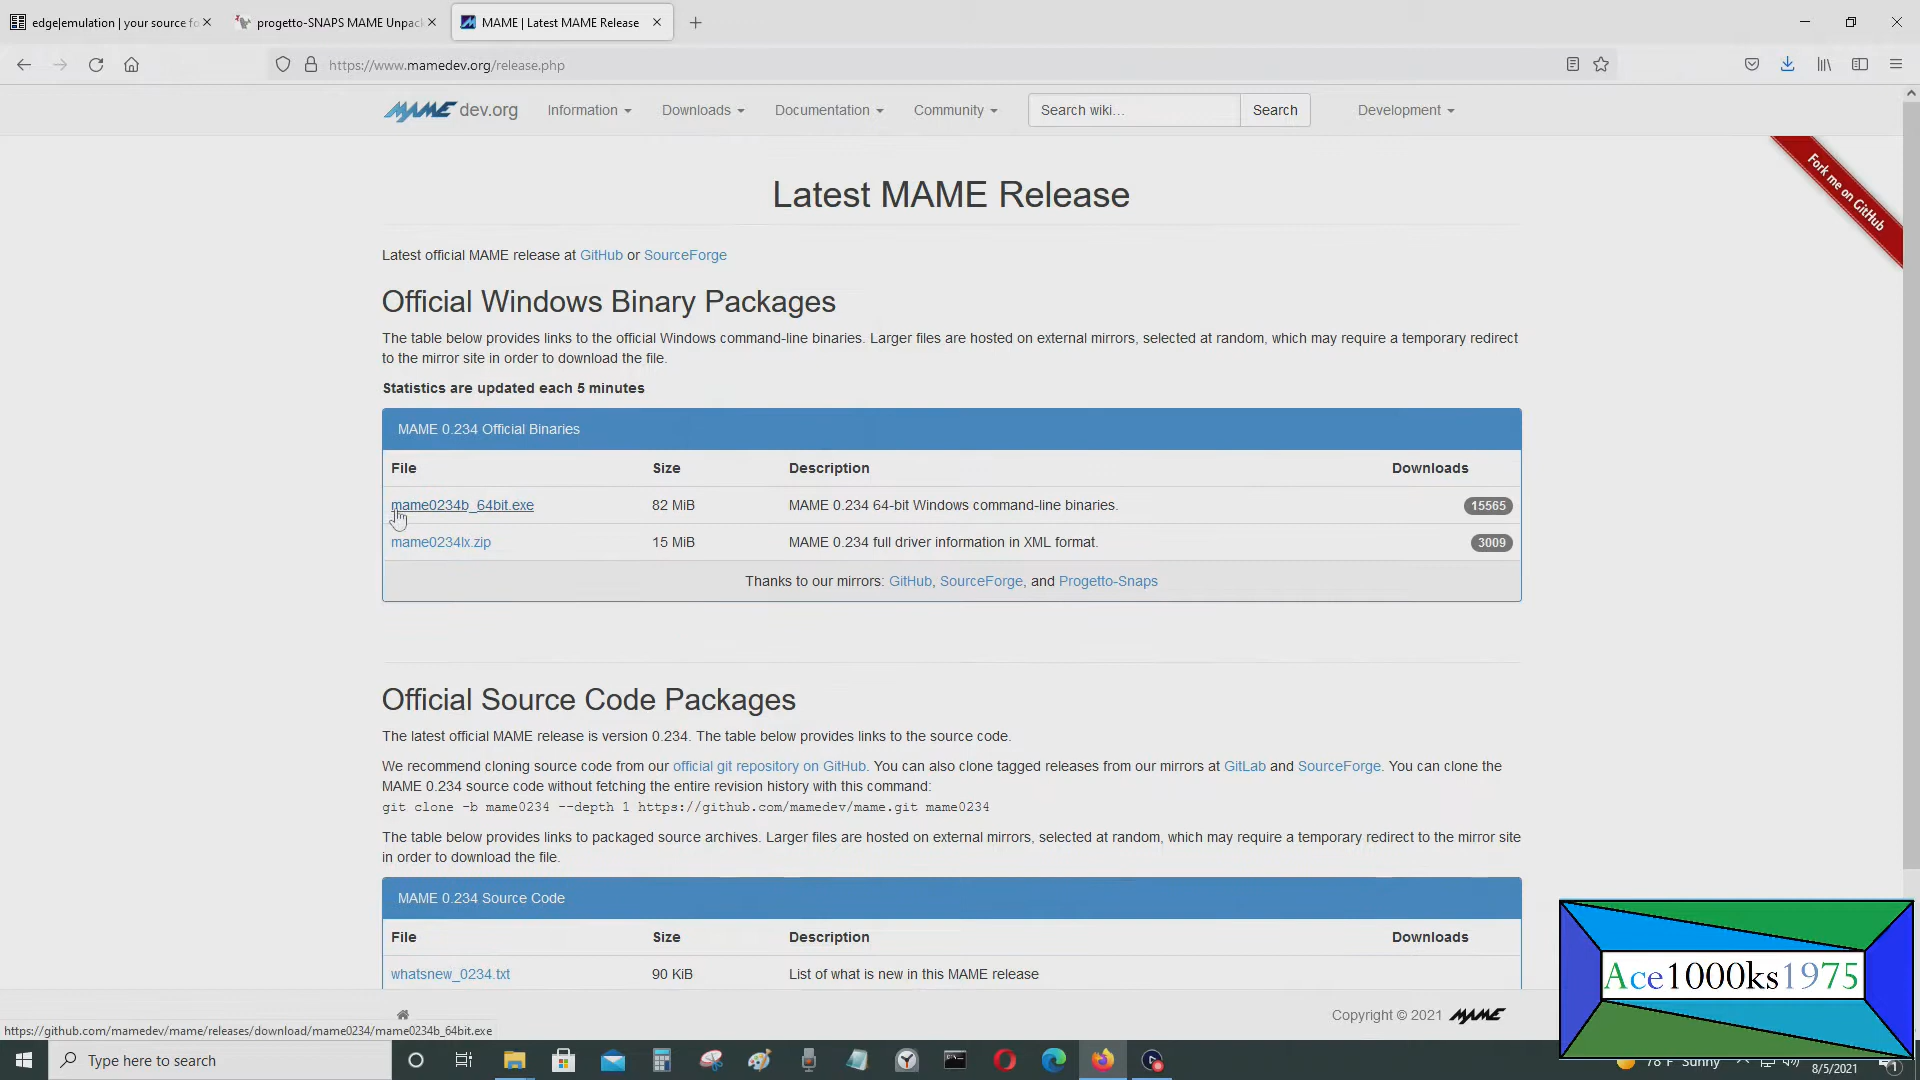 edge|emulation | your source fo
progetto-SNAPS MAME Unpack
MAME | Latest MAME Release
https://www.mamedev.org/release.php
MAME dev.org
Information
Downloads
Documentation
Community
Search wiki...
Search
Development
Fork me on GitHub
Latest MAME Release
Latest official MAME release at GitHub or SourceForge
Official Windows Binary Packages
The table below provides links to the official Windows command-line binaries. Larger files are hosted on external mirrors, selected at random, which may require a temporary redirect
to the mirror site in order to download the file.
Statistics are updated each 5 minutes
MAME 0.234 Official Binaries
File Size Description Downloads
mame0234b_64bit.exe 82 MiB MAME 0.234 64-bit Windows command-line binaries. 15565
mame0234lx.zip 15 MiB MAME 0.234 full driver information in XML format. 3009
Thanks to our mirrors: GitHub, SourceForge, and Progetto-Snaps
Official Source Code Packages
The latest official MAME release is version 0.234. The table below provides links to the source code.
We recommend cloning source code from our official git repository on GitHub. You can also clone tagged releases from our mirrors at GitLab and SourceForge. You can clone the
MAME 0.234 source code without fetching the entire revision history with this command:
git clone -b mame0234 --depth 1 https://github.com/mamedev/mame.git mame0234
The table below provides links to packaged source archives. Larger files are hosted on external mirrors, selected at random, which may require a temporary redirect to the mirror site
in order to download the file.
MAME 0.234 Source Code
File Size Description Downloads
whatsnew_0234.txt 90 KiB List of what is new in this MAME release
Copyright © 2021 MAME
https://github.com/mamedev/mame/releases/download/mame0234/mame0234b_64bit.exe
Ace1000ks1975
Type here to search
78°F Sunny
8/5/2021
1